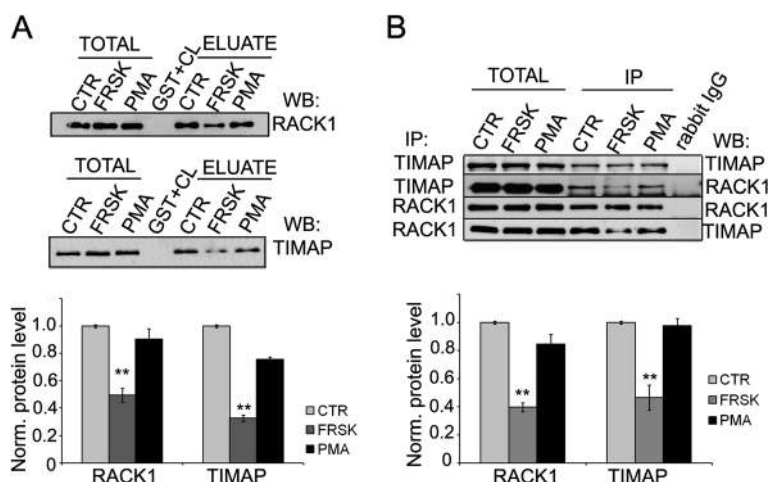 A
TOTAL ELUATE
CTR FRSK PMA GST+CL CTR FRSK PMA
WB:
RACK1
TOTAL ELUATE
CTR FRSK PMA GST+CL CTR FRSK PMA
WB:
TIMAP
Norm. protein level
1.0
0.8
0.6
0.4
0.2
0
**
**
CTR
FRSK
PMA
RACK1 TIMAP
B
TOTAL IP
CTR FRSK PMA CTR FRSK PMA rabbit IgG
IP: WB:
TIMAP TIMAP
TIMAP RACK1
RACK1 RACK1
RACK1 TIMAP
Norm. protein level
1.0
0.8
0.6
0.4
0.2
0
**
**
CTR
FRSK
PMA
RACK1 TIMAP